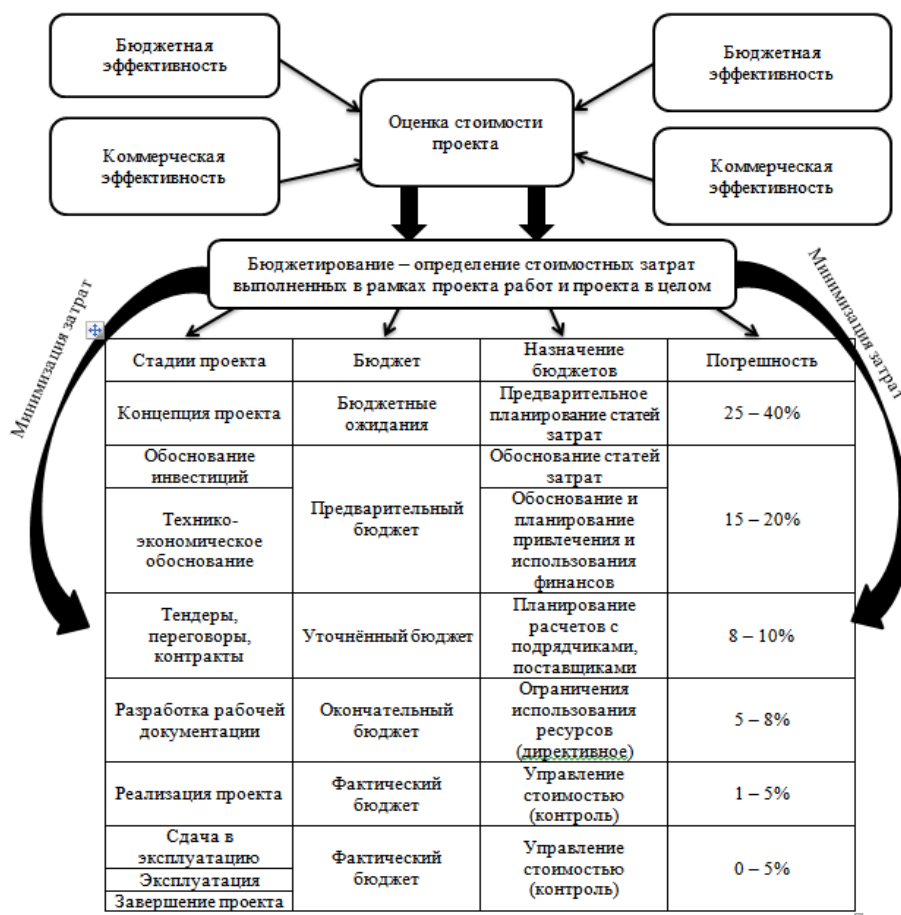 Бюджетная
эффективность
Бюджетная
эффективность
Оценка стоимости
проекта
Коммерческая
эффективность
Коммерческая
эффективность
Бюджетирование – определение стоимостных затрат
выполненных в рамках проекта работ и проекта в целом
Минимизация затрат
Минимизация затрат
Стадии проекта
Бюджет
Назначение
бюджетов
Погрешность
Концепция проекта
Бюджетные
ожидания
Предварительное
планирование статей
затрат
25 – 40%
Обоснование
инвестиций
Предварительный
бюджет
Обоснование статей
затрат
15 – 20%
Технико-
экономическое
обоснование
Обоснование и
планирование
привлечения и
использования
финансов
Тендеры,
переговоры,
контракты
Уточнённый бюджет
Планирование
расчетов с
подрядчиками,
поставщиками
8 – 10%
Разработка рабочей
документации
Окончательный
бюджет
Ограничения
использования
ресурсов
(директивное)
5 – 8%
Реализация проекта
Фактический
бюджет
Управление
стоимостью
(контроль)
1 – 5%
Сдача в
эксплуатацию
Эксплуатация
Завершение проекта
Фактический
бюджет
Управление
стоимостью
(контроль)
0 – 5%